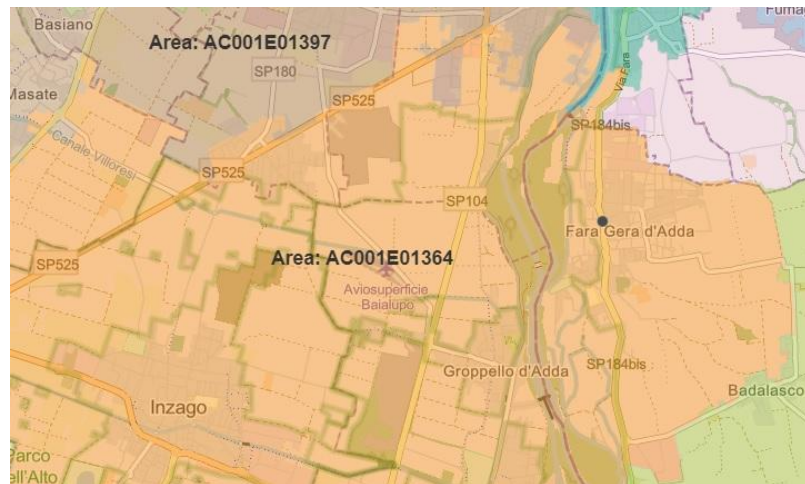 Basiano
Area: AC001E01397
Fuma
SP180
Via Fara
Masate
SP525
SP184bis
Canale Villoresi
SP525
SP104
Fara Gera d'Adda
Area: AC001E01364
SP525
Aviosuperficie
Baialupo
SP184bis
Groppello d'Adda
Badalasco
Inzago
Parco
ell'Alto